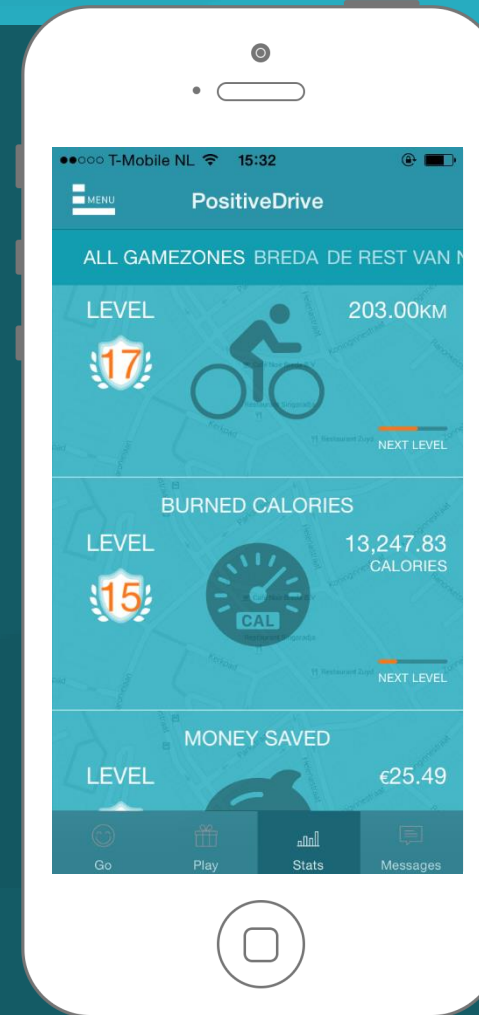 T-Mobile NL 15:32
MENU PositiveDrive
ALL GAMEZONES BREDA DE REST VAN
LEVEL 203.00KM
17
NEXT LEVEL
BURNED CALORIES
LEVEL 13,247.83
CALORIES
15
CAL
NEXT LEVEL
MONEY SAVED
LEVEL €25.49
Go Play Stats Messages